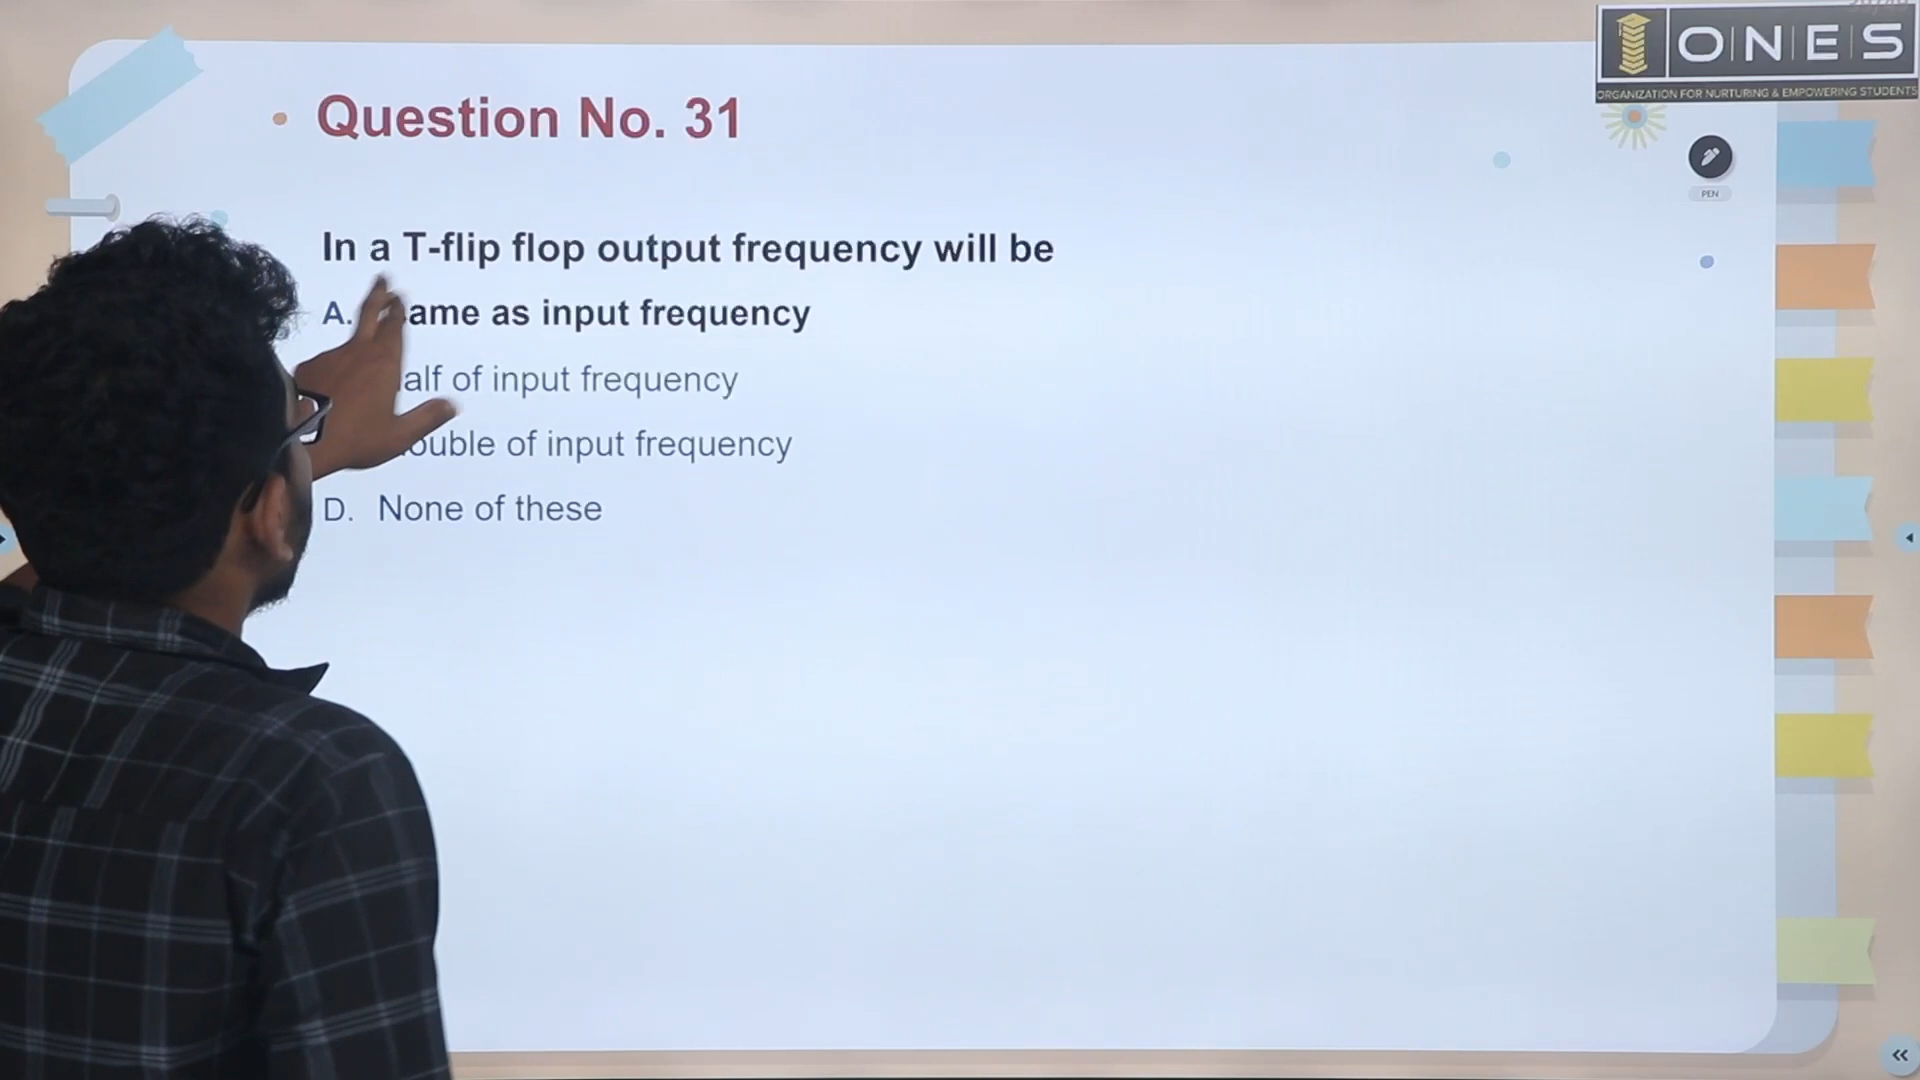 ONES
ORGANIZATION FOR NURTURING & EMPOWERING STUDENTS
• Question No. 31
PEN
In a T-flip flop output frequency will be
A. ame as input frequency
alf of input frequency
ouble of input frequency
D. None of these